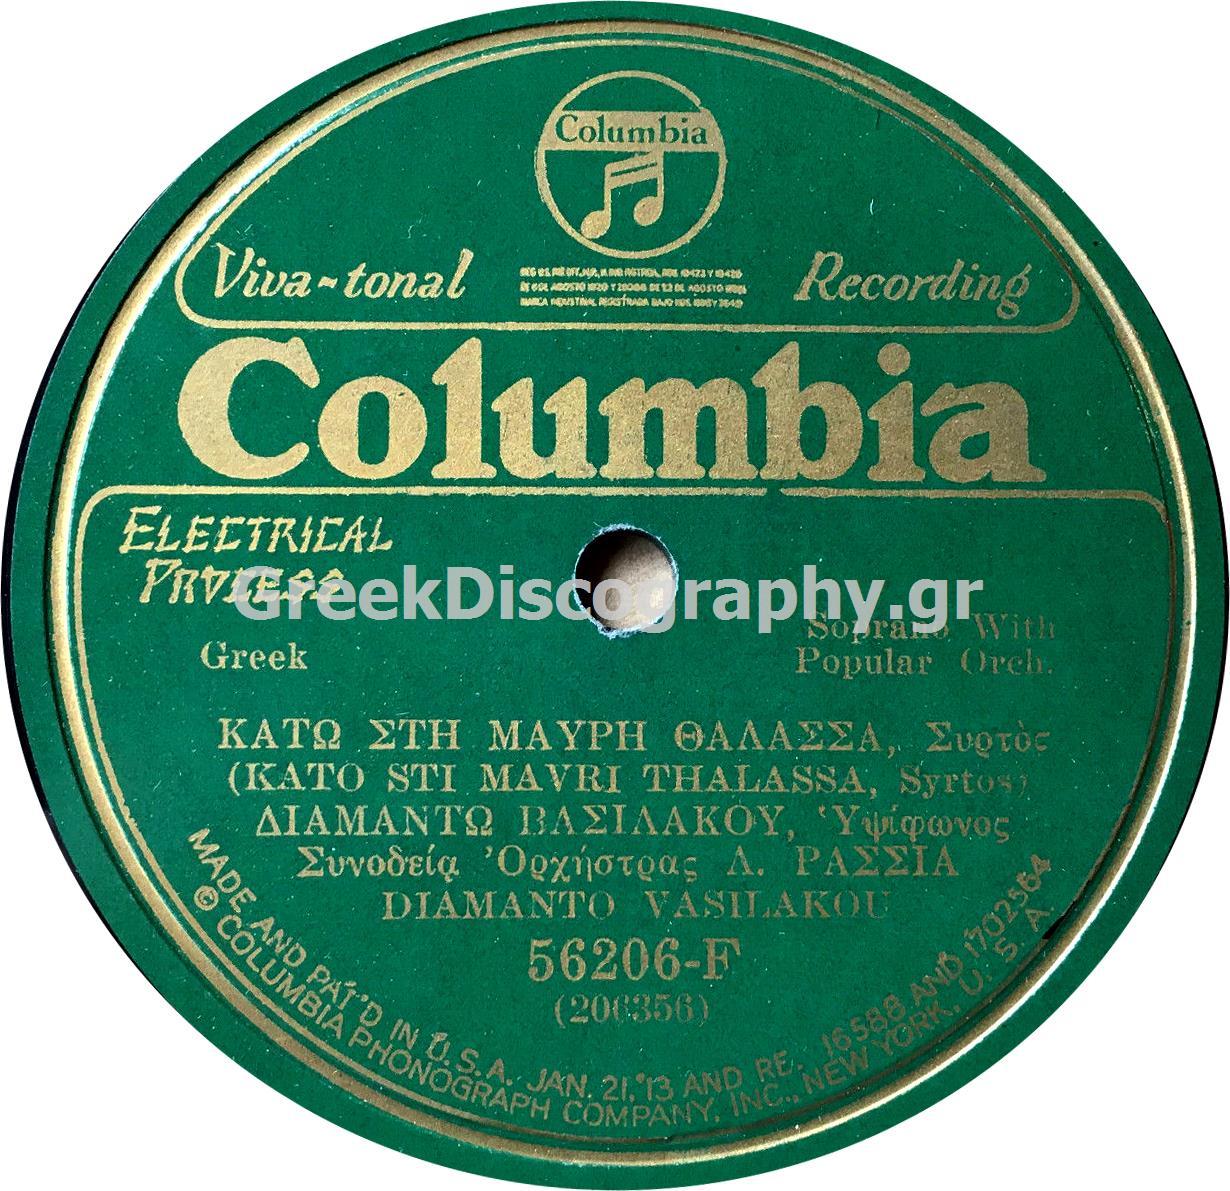 Columbia
Viva-tonal Recording
Columbia
ELECTRICAL
PROCESS
GreekDiscography.gr
Greek
Soprano With
Popular Orch.
ΚΑΤΩ ΣΤΗ ΜΑΥΡΗ ΘΑΛΑΣΣΑ, Συρτὸς
(KATO STI MAVRI THALASSA, Syrtos)
ΔΙΑΜΑΝΤΩ ΒΑΣΙΛΑΚΟΥ, Ὑψίφωνος
Συνοδείᾳ Ὀρχήστρας Λ. ΡΑΣΣΙΑ
DIAMANTO VASILAKOU
56206-F
(206356)
MADE AND PAT'D IN U.S.A. JAN. 21, '13 AND RE. 16588 AND 1702564
© COLUMBIA PHONOGRAPH COMPANY, INC., NEW YORK, U. S. A.